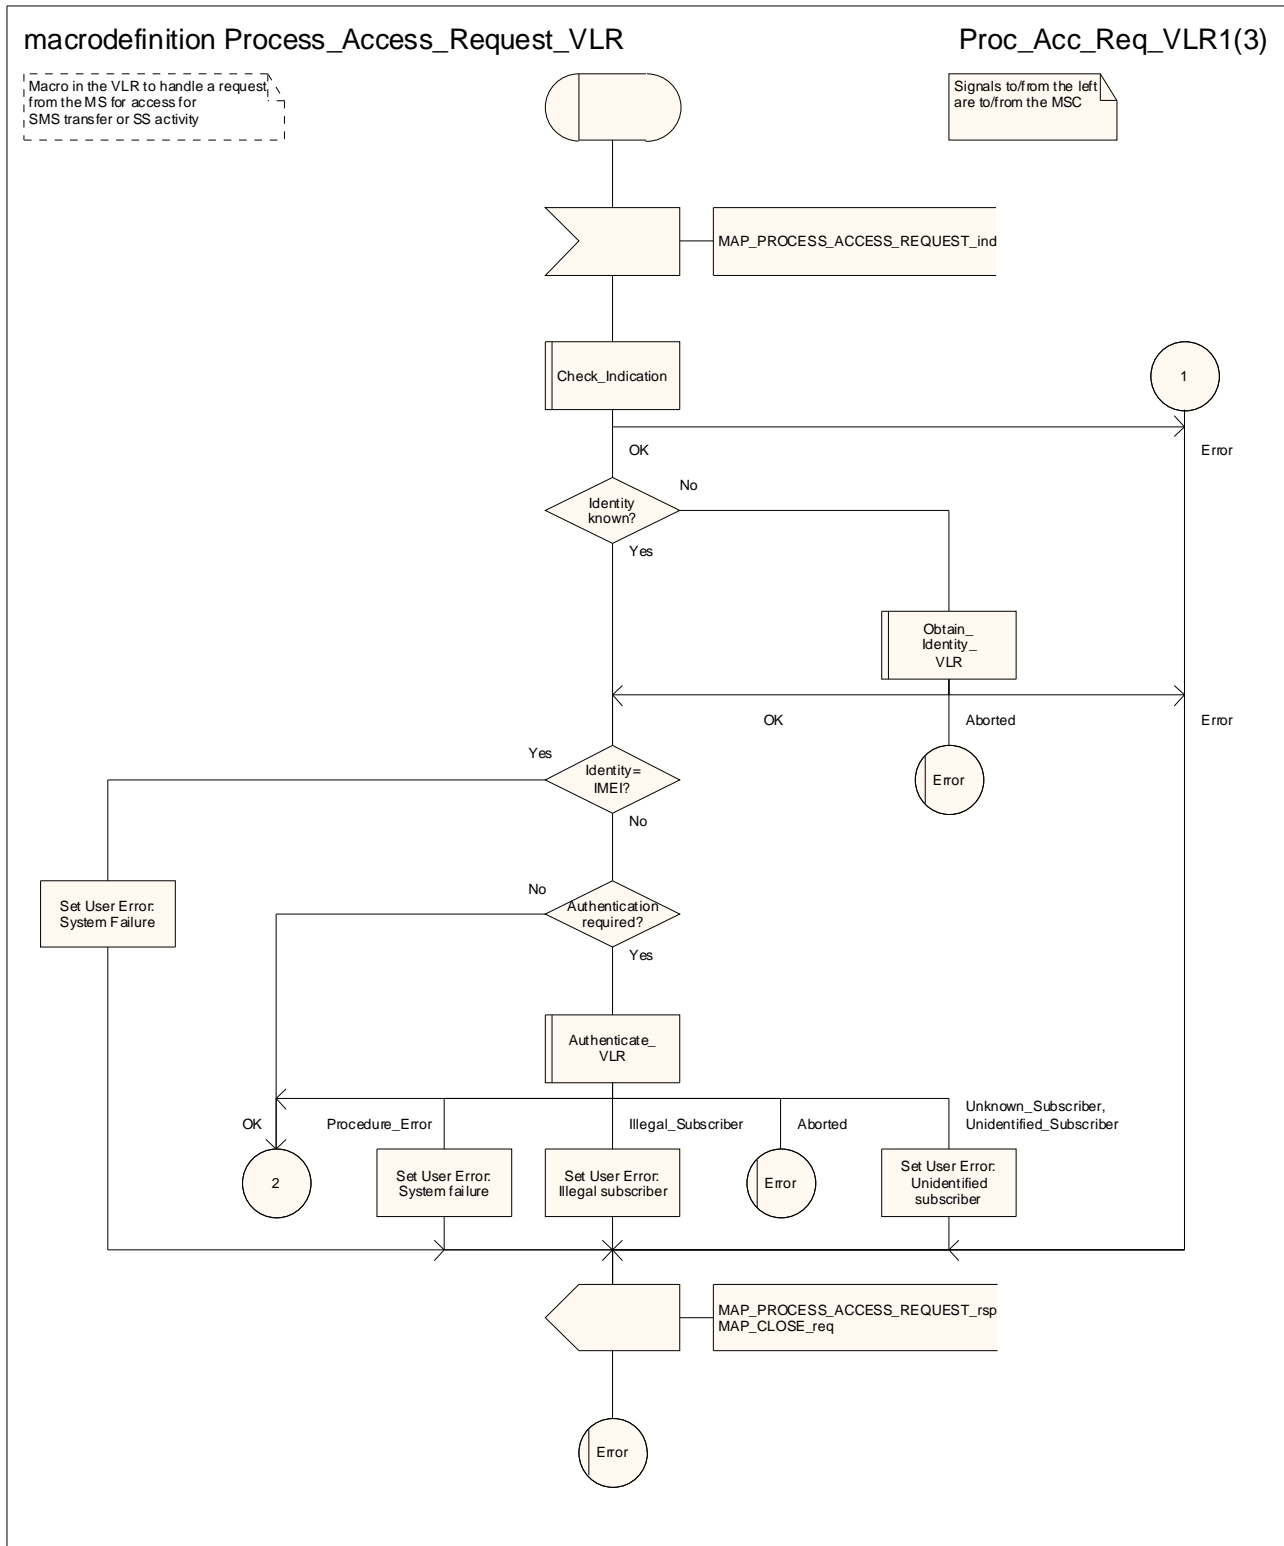 macrodefinition Process_Access_Request_VLR
Proc_Acc_Req_VLR1(3)
Macro in the VLR to handle a request
from the MS for access for
SMS transfer or SS activity
Signals to/from the left
are to/from the MSC
MAP_PROCESS_ACCESS_REQUEST_ind
Check_Indication
1
OK
Error
No
Identity
known?
Yes
Obtain_
Identity_
VLR
OK
Aborted
Error
Yes
Identity=
IMEI?
Error
No
Set User Error:
System Failure
No
Authentication
required?
Yes
Authenticate_
VLR
OK
Procedure_Error
Illegal_Subscriber
Aborted
Unknown_Subscriber,
Unidentified_Subscriber
2
Set User Error:
System failure
Set User Error:
Illegal subscriber
Error
Set User Error:
Unidentified
subscriber
MAP_PROCESS_ACCESS_REQUEST_rsp
MAP_CLOSE_req
Error